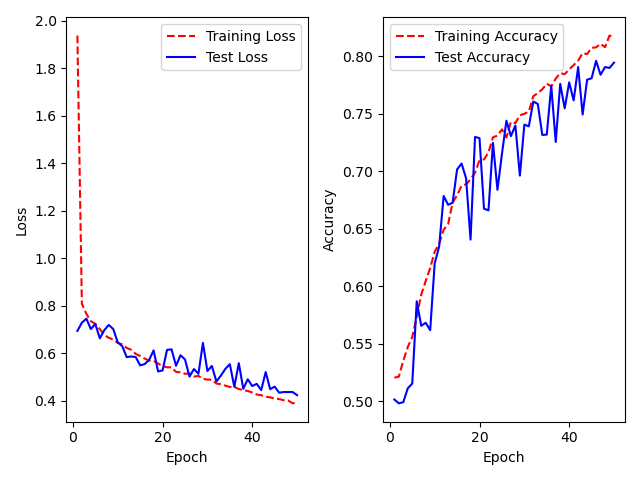 2.0
1.8
1.6
1.4
1.2
1.0
0.8
0.6
0.4
Loss
0
20
40
Epoch
Training Loss
Test Loss
0.80
0.75
0.70
0.65
0.60
0.55
0.50
Accuracy
0
20
40
Epoch
Training Accuracy
Test Accuracy